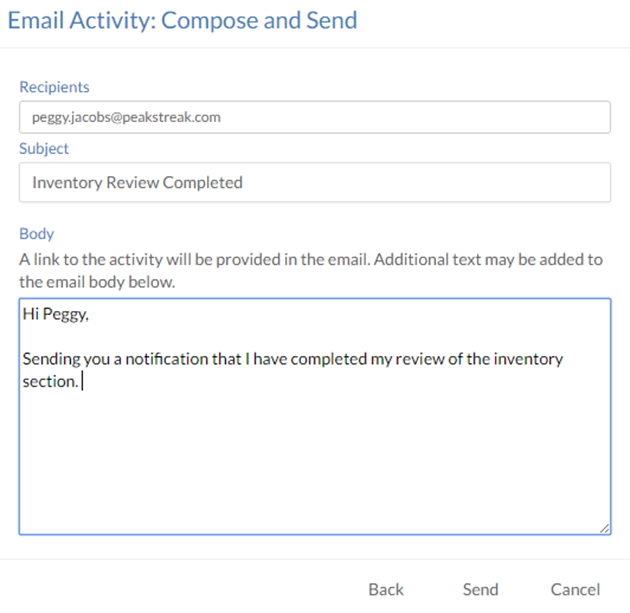 Email Activity: Compose and Send
Recipients
peggy.jacobs@peakstreak.com
Subject
Inventory Review Completed
Body
A link to the activity will be provided in the email. Additional text may be added to
the email body below.
Hi Peggy,
Sending you a notification that I have completed my review of the inventory
section.
Back Send Cancel